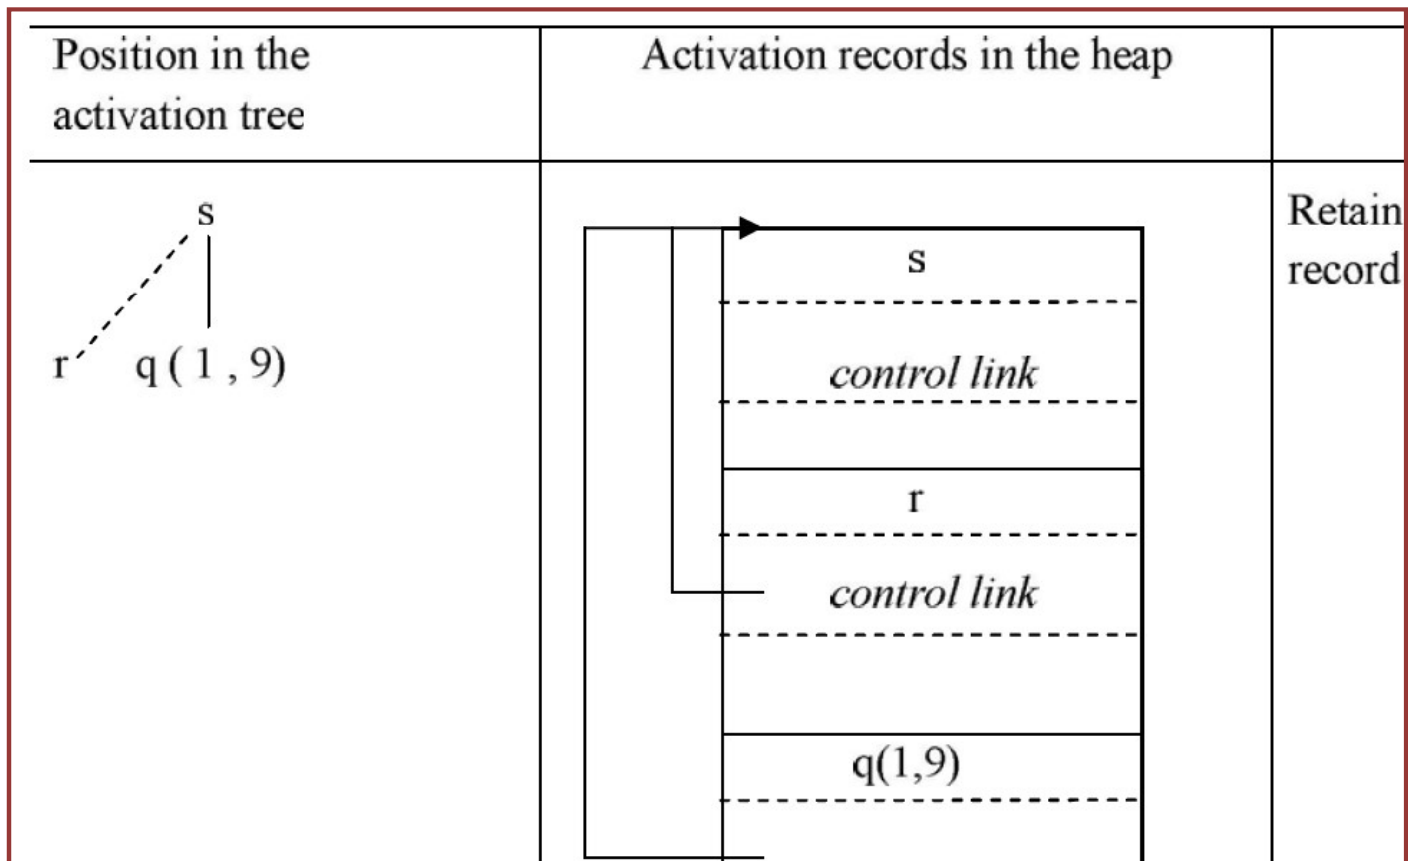 Position in the
activation tree
Activation records in the heap
s
r
q ( 1 , 9)
s
control link
r
control link
q(1,9)
Retain
record